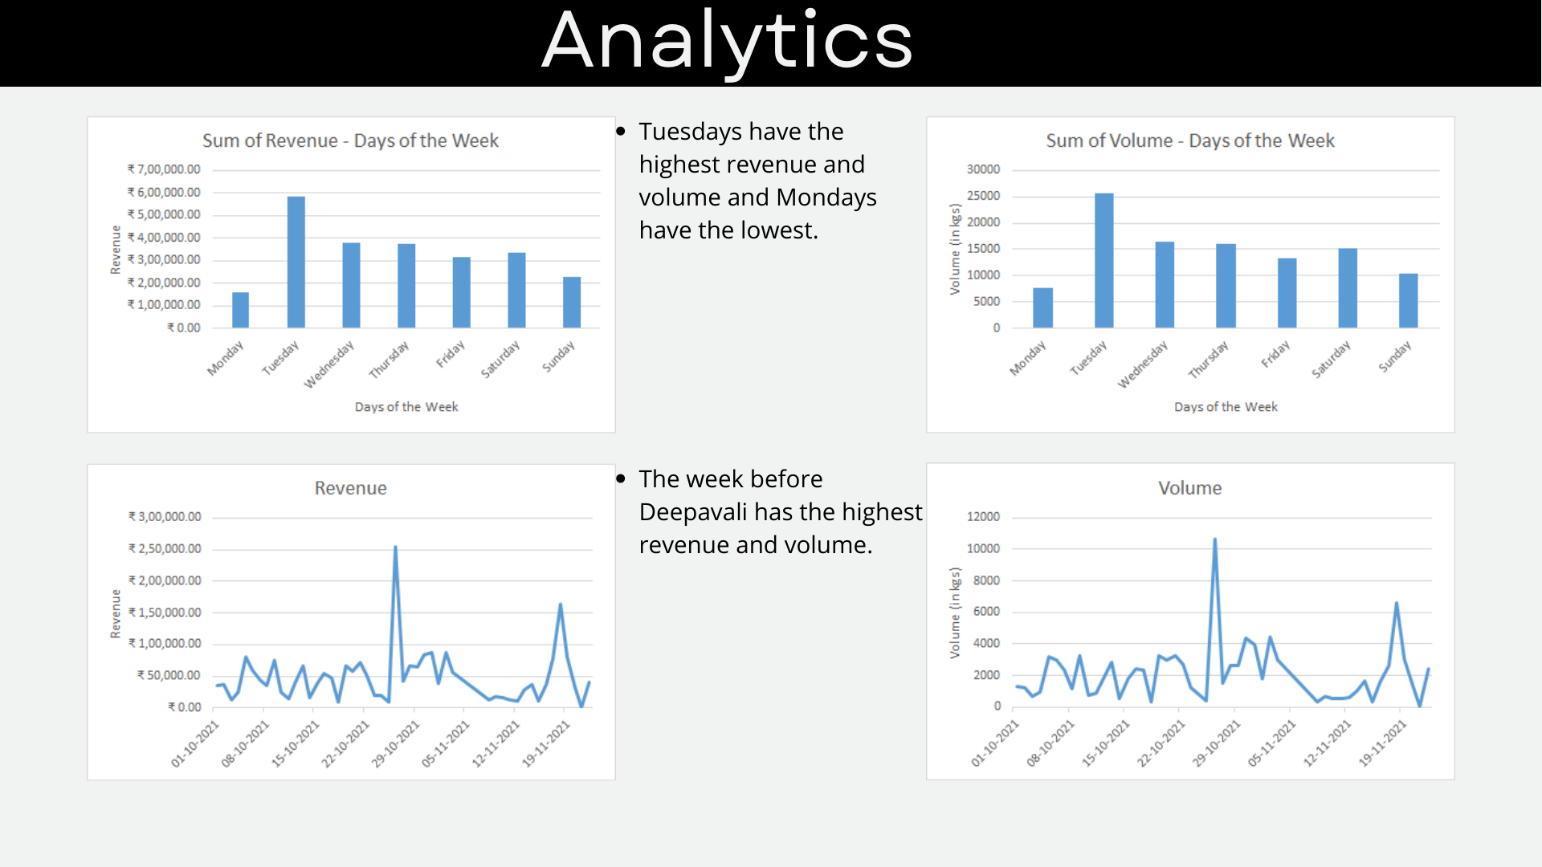 Analytics
Sum of Revenue - Days of the Week
₹ 7,00,000.00
₹ 6,00,000.00
₹ 5,00,000.00
₹ 4,00,000.00
₹ 3,00,000.00
₹ 2,00,000.00
₹ 1,00,000.00
₹ 0.00
Revenue
Monday
Tuesday
Wednesday
Thursday
Friday
Saturday
Sunday
Days of the Week
• Tuesdays have the
highest revenue and
volume and Mondays
have the lowest.
Sum of Volume - Days of the Week
30000
25000
20000
15000
10000
5000
0
Volume (in kgs)
Monday
Tuesday
Wednesday
Thursday
Friday
Saturday
Sunday
Days of the Week
Revenue
₹ 3,00,000.00
₹ 2,50,000.00
₹ 2,00,000.00
₹ 1,50,000.00
₹ 1,00,000.00
₹ 50,000.00
₹ 0.00
Revenue
01-10-2021
08-10-2021
15-10-2021
22-10-2021
29-10-2021
05-11-2021
12-11-2021
19-11-2021
• The week before
Deepavali has the highest
revenue and volume.
Volume
12000
10000
8000
6000
4000
2000
0
Volume (in kgs)
01-10-2021
08-10-2021
15-10-2021
22-10-2021
29-10-2021
05-11-2021
12-11-2021
19-11-2021